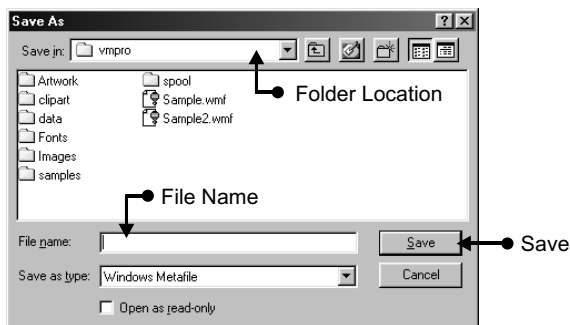 Save As
Save in: vmpro
Artwork spool
clipart Sample.wmf
data Sample2.wmf
Fonts
Images
samples
Folder Location
File Name
File name: Save
Save
Save as type: Windows Metafile Cancel
Open as read-only